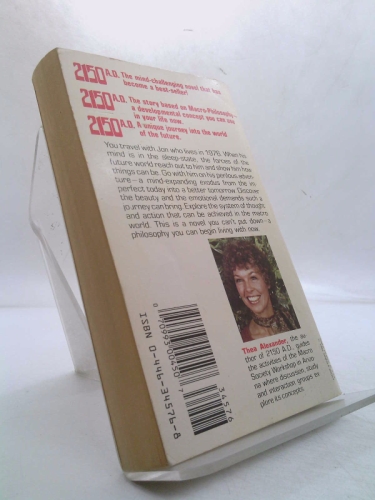 2150 A.D. The mind-challenging novel that has
become a best-seller!
2150 A.D. The story based on Macro-Philosophy—
a developmental concept you can use
in your life now.
2150 A.D. A unique journey into the world
of the future.
You travel with Jon who lives in 1976. When his
mind is in the sleep-state, the forces of the
future world reach out to him and show him how
things can be. Go with him on his perilous adven-
ture—a mind-expanding exodus from the im-
perfect today into a better tomorrow. Discover
the beauty and the emotional demands such a
journey can bring. Explore the system of thought
and action that can be achieved in the macro
world. This is a novel you can't put down—a
philosophy you can begin living with now.
Thea Alexander, the au-
thor of 2150 A.D., guides
the activities of the Macro
Society Workshop in Arizo-
na where discussion, study
and interaction groups ex-
plore its concepts.
0 70993 00450 7
34576
ISBN 0-446-34576-8